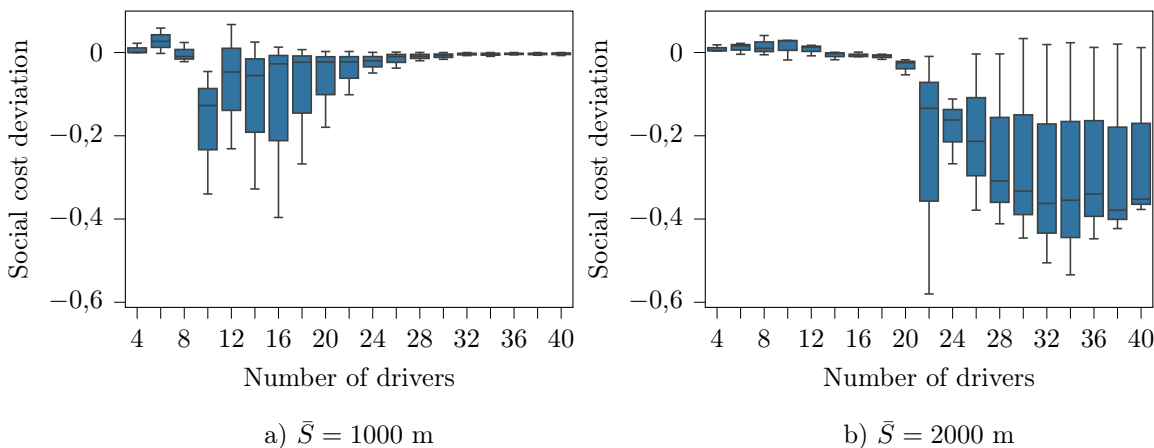 Social cost deviation
0
−0,2
−0,4
−0,6
4 8 12 16 20 24 28 32 36 40
Number of drivers
a) S̄ = 1000 m
Social cost deviation
0
−0,2
−0,4
−0,6
4 8 12 16 20 24 28 32 36 40
Number of drivers
b) S̄ = 2000 m